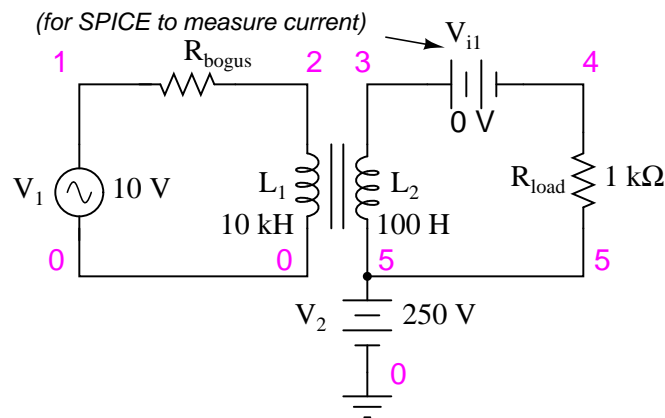 (for SPICE to measure current)
V_i1
1
R_bogus
2
3
4
0 V
V_1
10 V
L_1
L_2
R_load
1 kΩ
10 kH
100 H
0
0
5
5
V_2
250 V
0